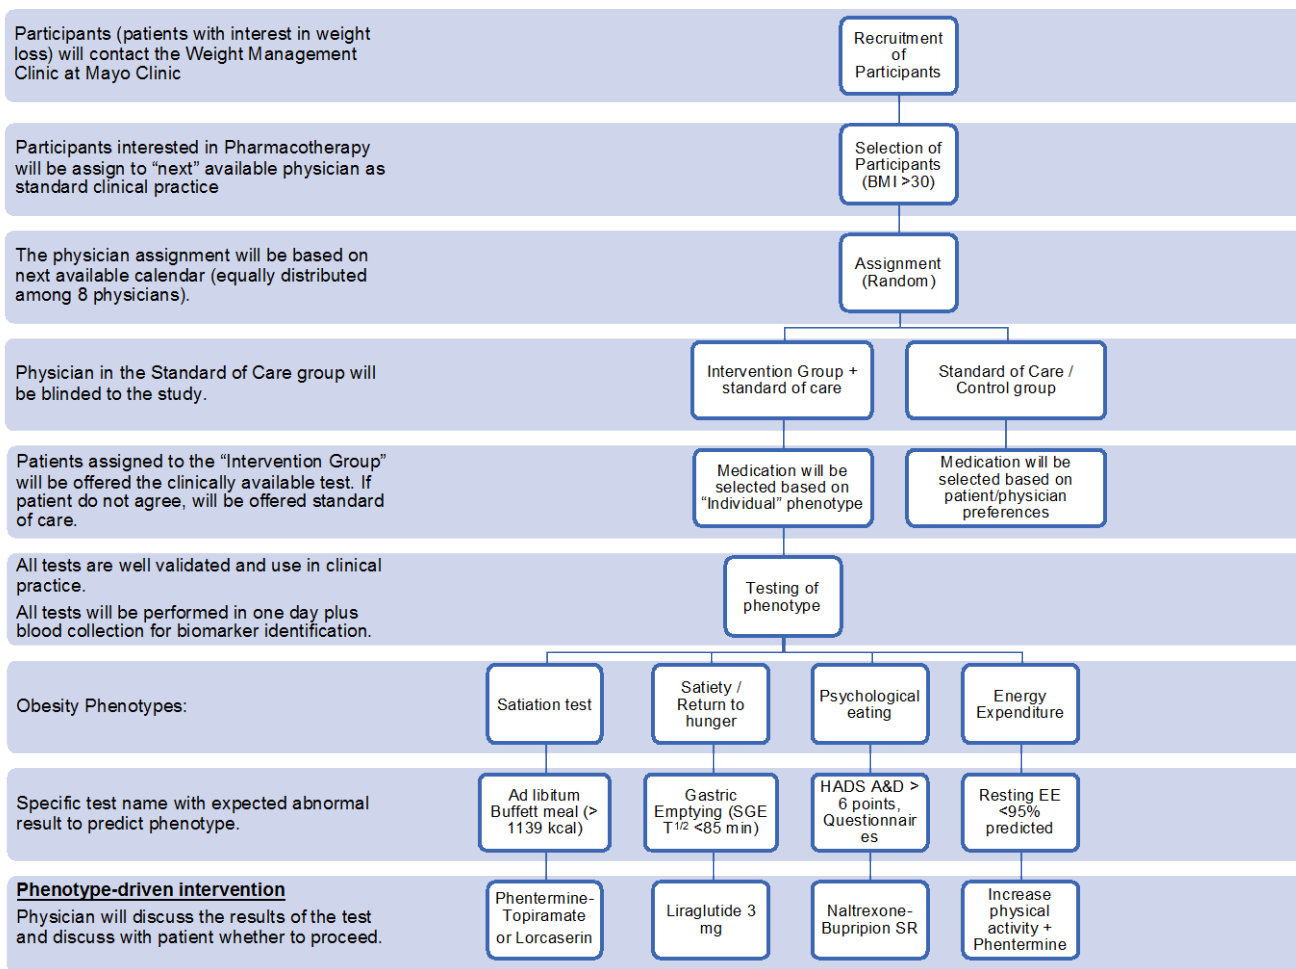 Participants (patients with interest in weight
loss) will contact the Weight Management
Clinic at Mayo Clinic
Recruitment
of
Participants
Participants interested in Pharmacotherapy
will be assign to “next” available physician as
standard clinical practice
Selection of
Participants
(BMI >30)
The physician assignment will be based on
next available calendar (equally distributed
among 8 physicians).
Assignment
(Random)
Physician in the Standard of Care group will
be blinded to the study.
Intervention Group +
standard of care
Standard of Care /
Control group
Patients assigned to the “Intervention Group”
will be offered the clinically available test. If
patient do not agree, will be offered standard
of care.
Medication will be
selected based on
“Individual” phenotype
Medication will be
selected based on
patient/physician
preferences
All tests are well validated and use in clinical
practice.
All tests will be performed in one day plus
blood collection for biomarker identification.
Testing of
phenotype
Obesity Phenotypes:
Satiation test
Satiety /
Return to
hunger
Psychological
eating
Energy
Expenditure
Specific test name with expected abnormal
result to predict phenotype.
Ad libitum
Buffett meal (>
1139 kcal)
Gastric
Emptying (SGE
T1/2 <85 min)
HADS A&D >
6 points,
Questionnair
es
Resting EE
<95%
predicted
Phenotype-driven intervention
Physician will discuss the results of the test
and discuss with patient whether to proceed.
Phentermine-
Topiramate
or Lorcaserin
Liraglutide 3
mg
Naltrexone-
Bupripion SR
Increase
physical
activity +
Phentermine